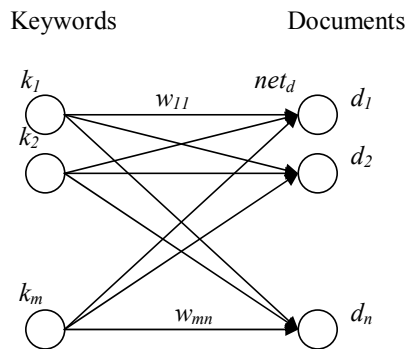 Keywords Documents
k1 w11 netd d1
k2 d2
km wmn dn